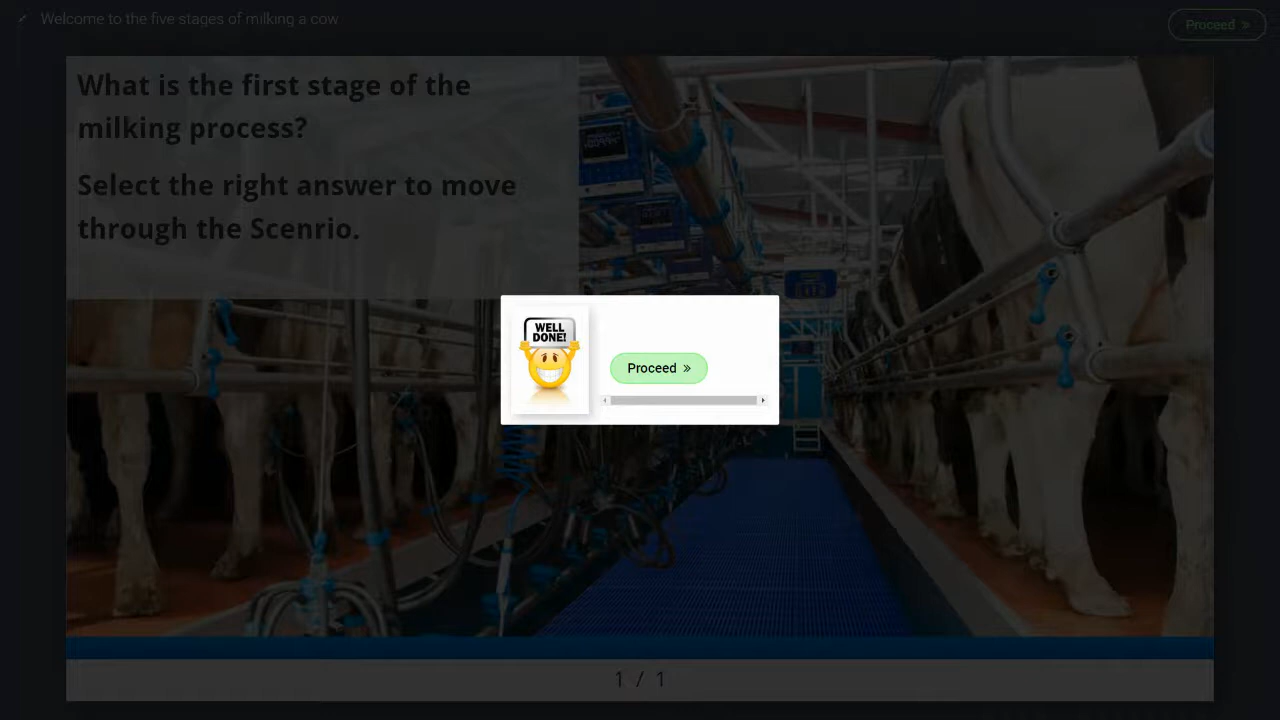 Welcome to the five stages of milking a cow
Proceed »
What is the first stage of the
milking process?
Select the right answer to move
through the Scenrio.
WELL
DONE!
Proceed »
1 / 1